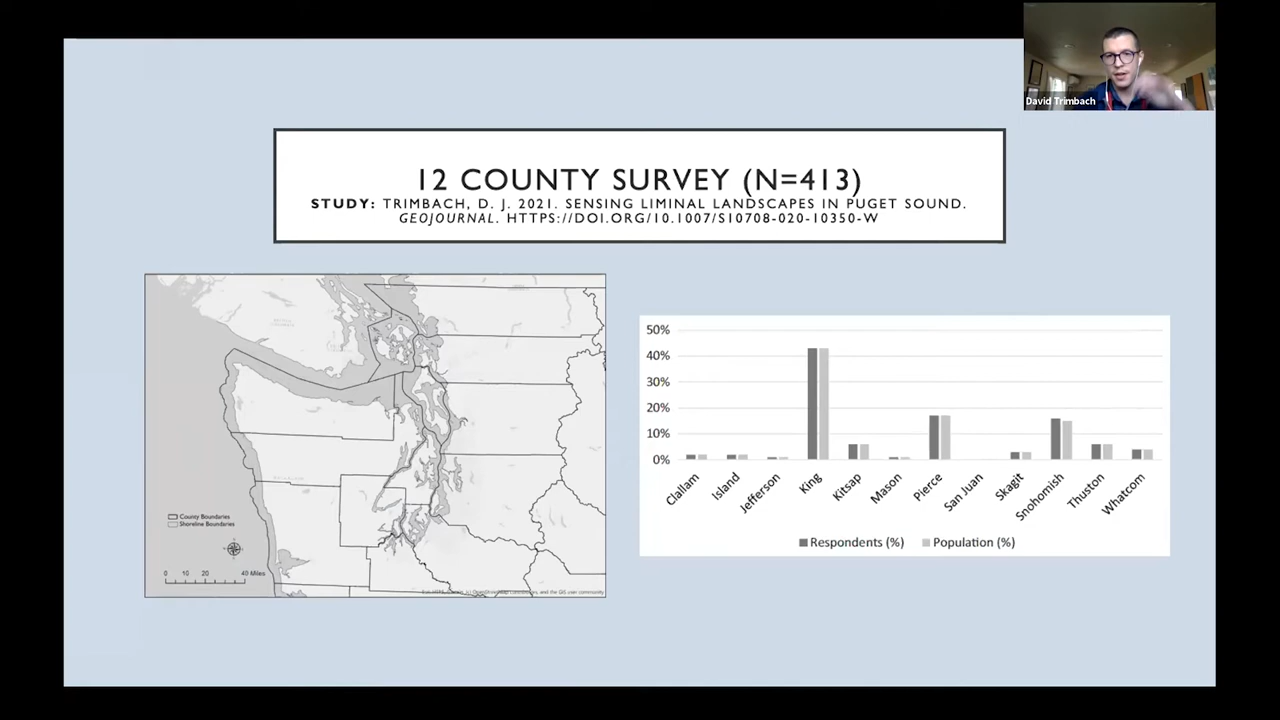 David Trimbach
12 COUNTY SURVEY (N=413)
STUDY: TRIMBACH, D. J. 2021. SENSING LIMINAL LANDSCAPES IN PUGET SOUND.
GEOJOURNAL. HTTPS://DOI.ORG/10.1007/S10708-020-10350-W
County Boundaries
Shoreline Boundaries
0 10 20 40 Miles
50%
40%
30%
20%
10%
0%
Clallam
Island
Jefferson
King
Kitsap
Mason
Pierce
San Juan
Skagit
Snohomish
Thuston
Whatcom
Respondents (%)
Population (%)